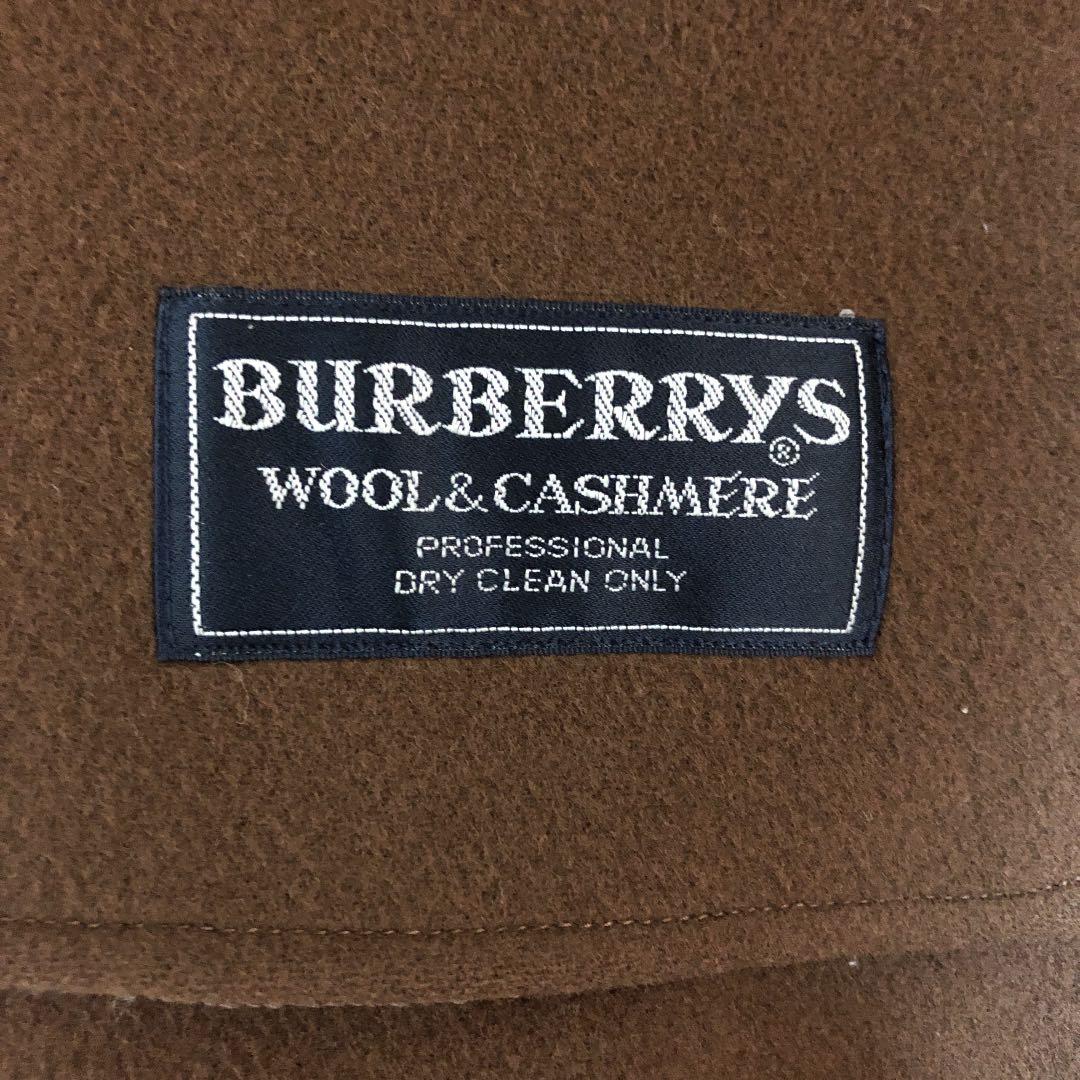 BURBERRYS®
WOOL & CASHMERE
PROFESSIONAL
DRY CLEAN ONLY